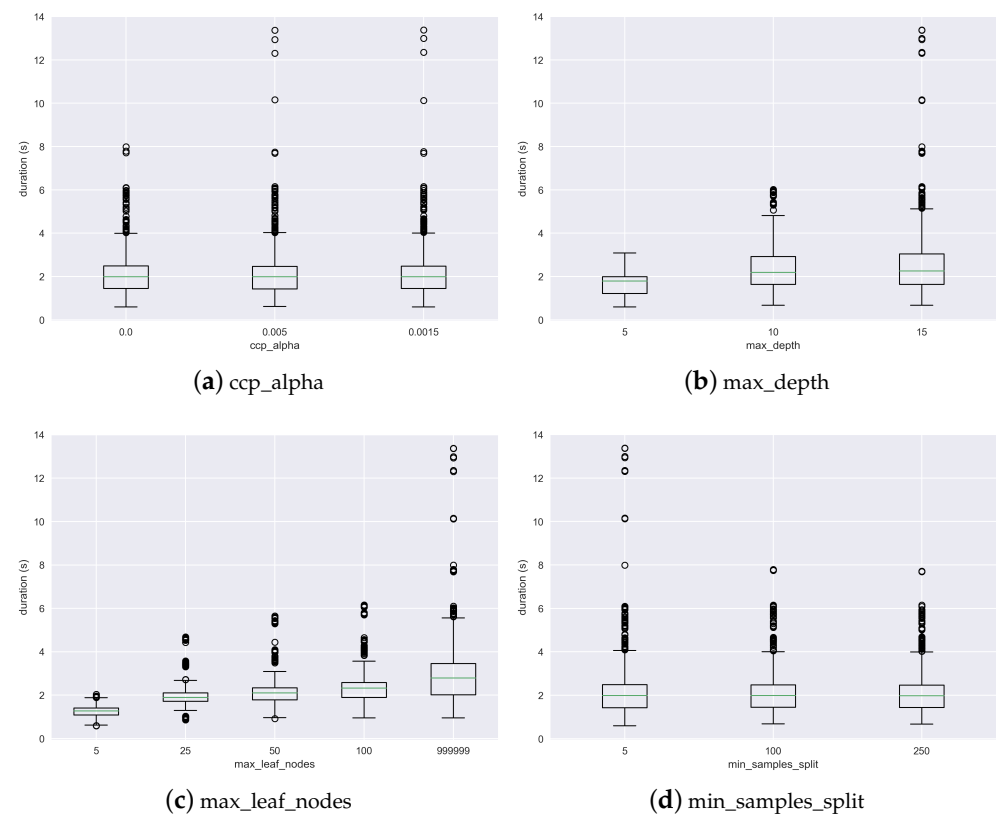 14
12
10
8
6
4
2
0
duration (s)
0.0 0.005 0.0015
ccp_alpha
(a) ccp_alpha
14
12
10
8
6
4
2
0
duration (s)
5 10 15
max_depth
(b) max_depth
14
12
10
8
6
4
2
0
duration (s)
5 25 50 100 999999
max_leaf_nodes
(c) max_leaf_nodes
14
12
10
8
6
4
2
0
duration (s)
5 100 250
min_samples_split
(d) min_samples_split